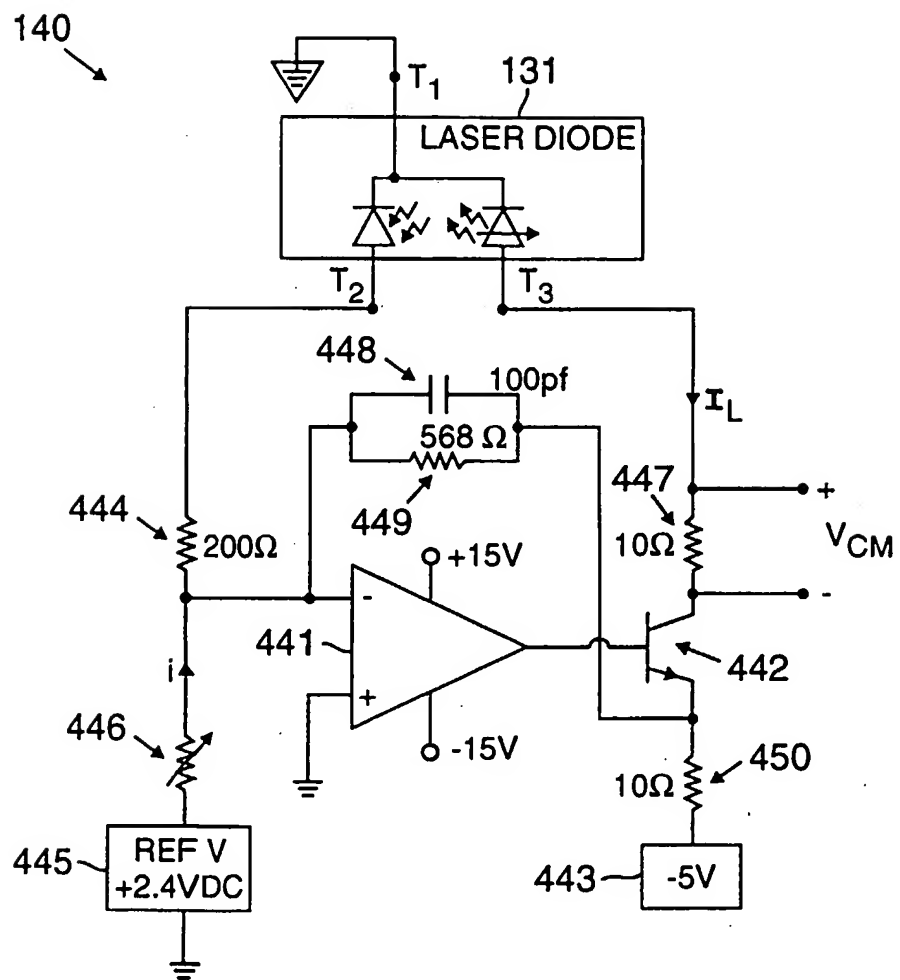 140
T1
131
LASER DIODE
T2
T3
448
100pf
IL
568 Ω
449
447
444
200Ω
10Ω
+
VCM
-
+15V
-
441
+
442
i
-15V
446
10Ω
450
445
REF V
+2.4VDC
443
-5V